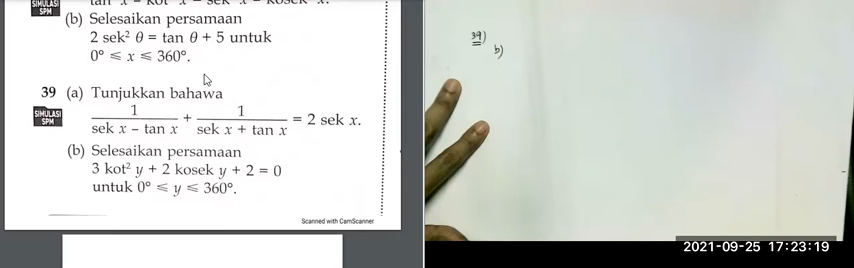 SIMULASI
SPM
(b) Selesaikan persamaan
2 sek² θ = tan θ + 5 untuk
0° ≤ x ≤ 360°.
39 (a) Tunjukkan bahawa
SIMULASI
SPM
1/(sek x − tan x) + 1/(sek x + tan x) = 2 sek x.
(b) Selesaikan persamaan
3 kot² y + 2 kosek y + 2 = 0
untuk 0° ≤ y ≤ 360°.
Scanned with CamScanner
39)
b)
2021-09-25 17:23:19